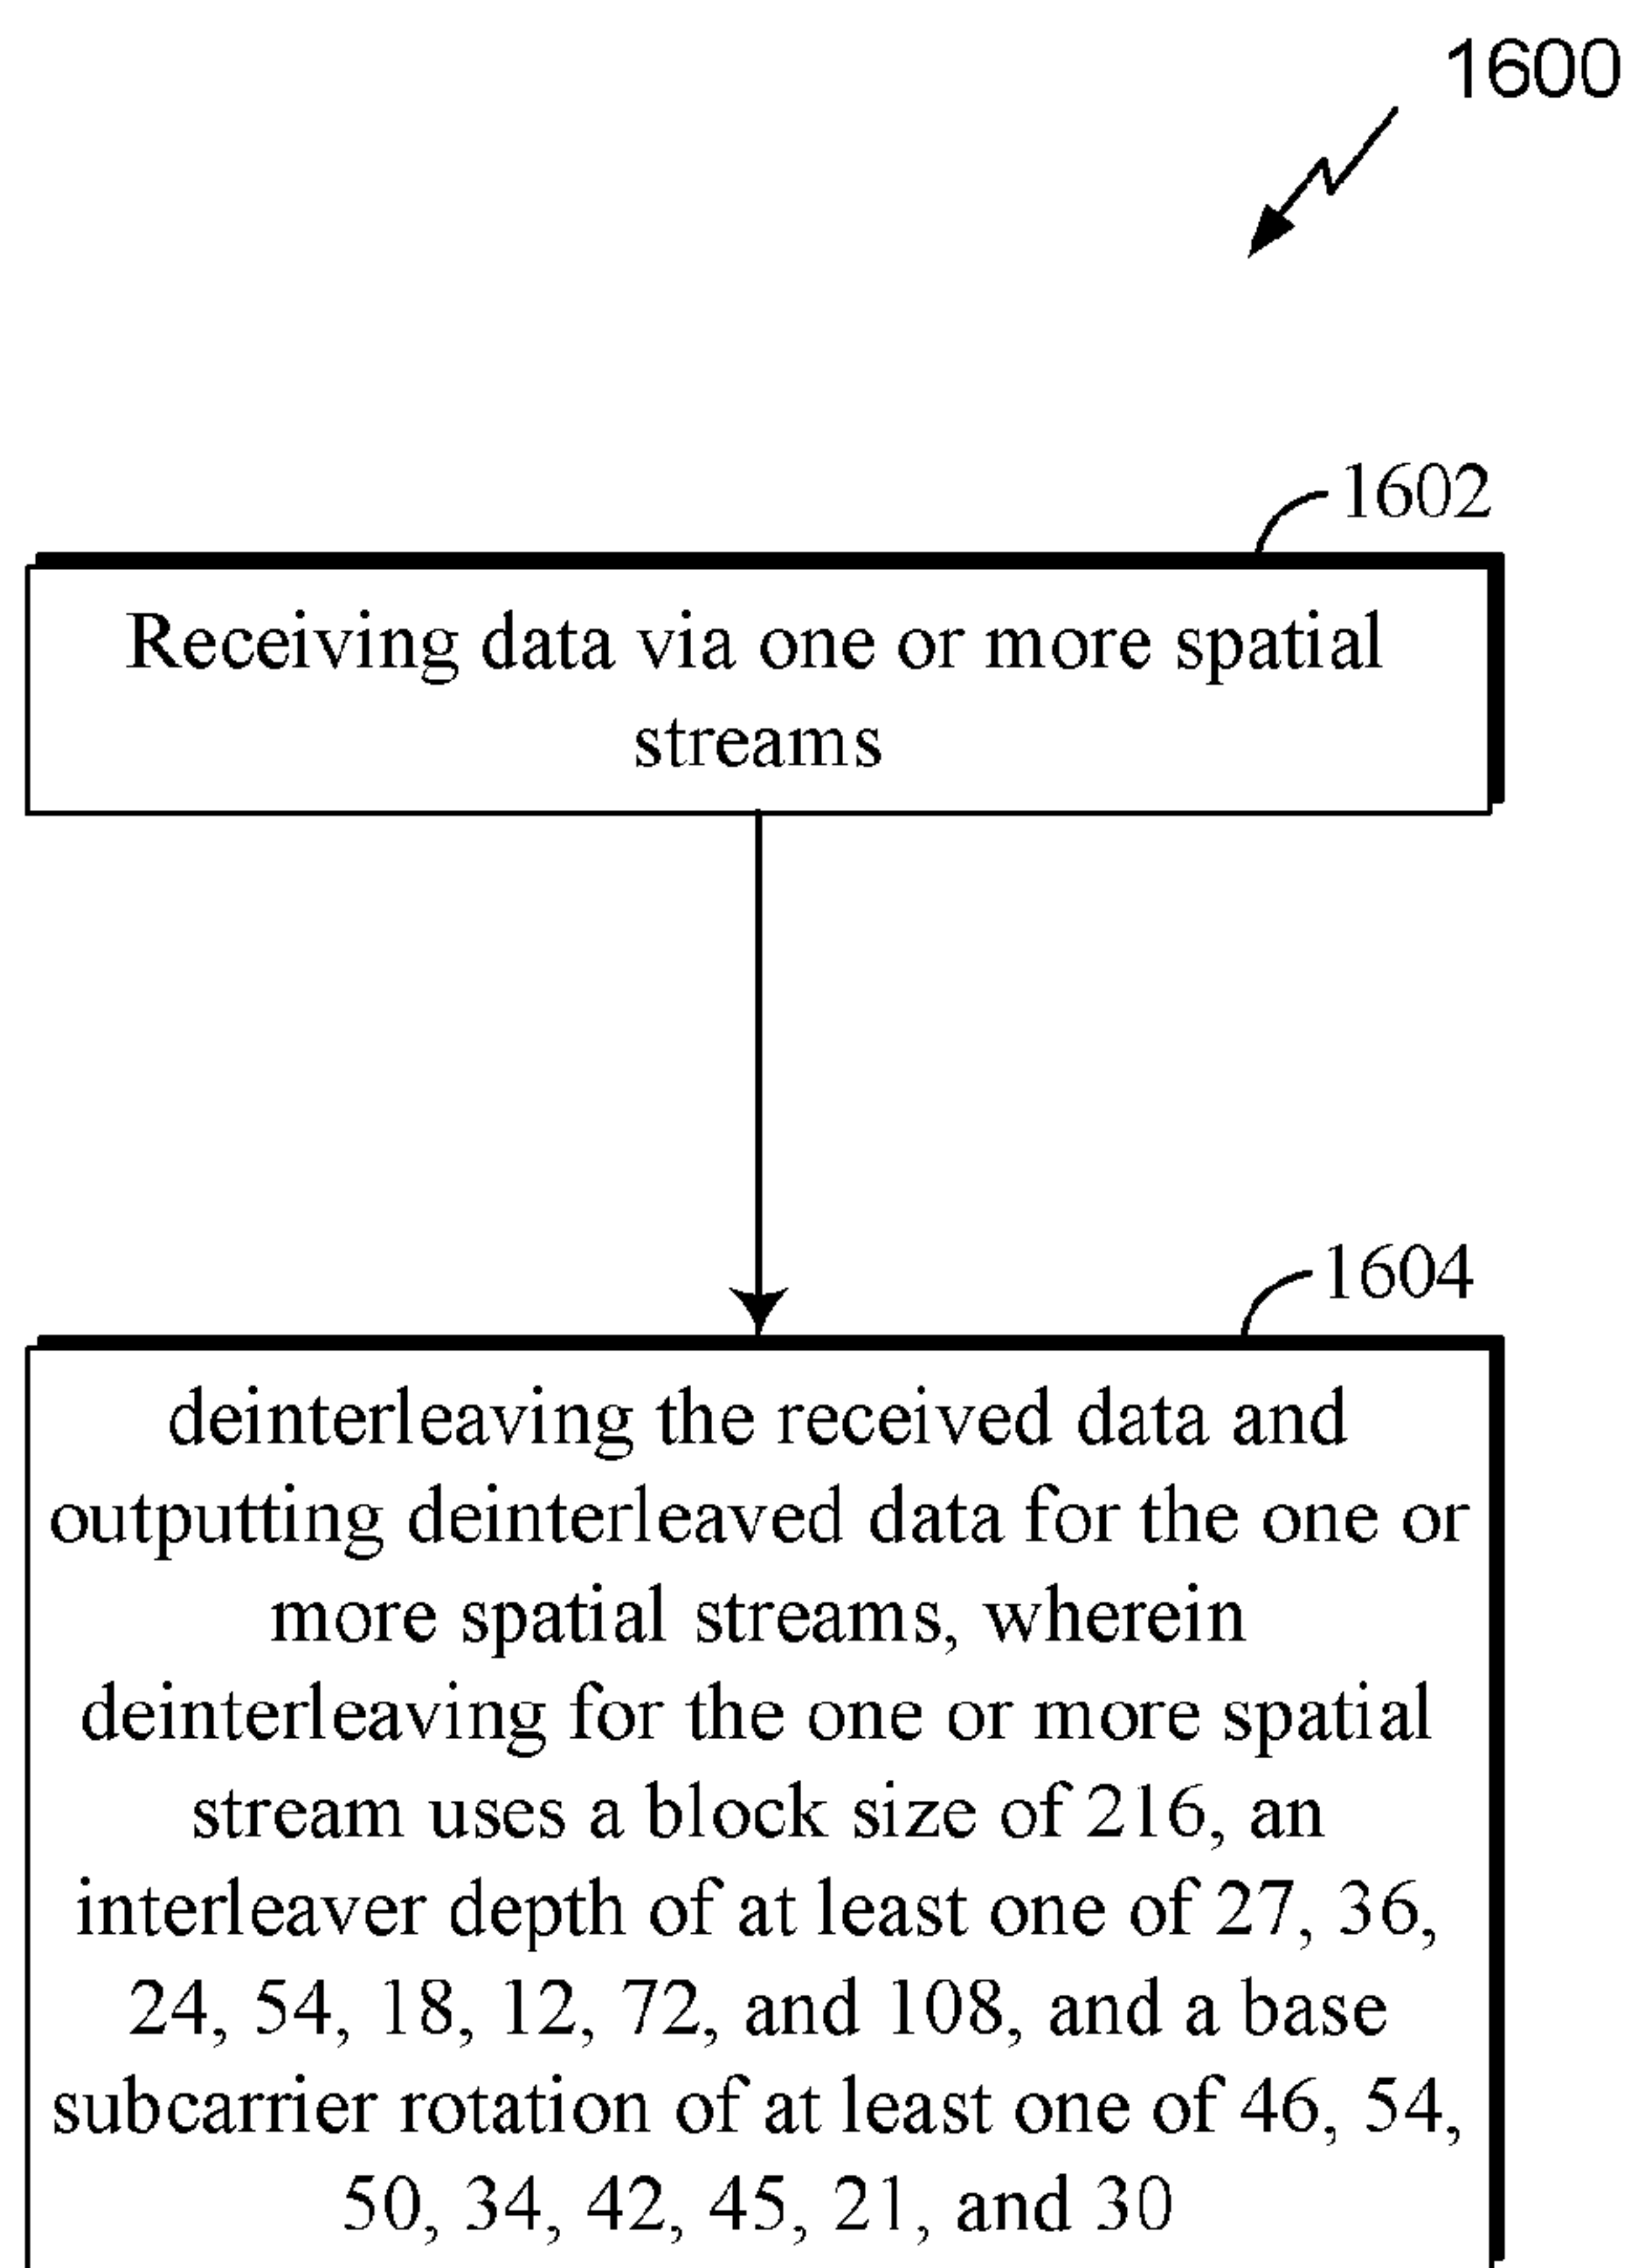 1600
1602
Receiving data via one or more spatial
streams
1604
deinterleaving the received data and
outputting deinterleaved data for the one or
more spatial streams, wherein
deinterleaving for the one or more spatial
stream uses a block size of 216, an
interleaver depth of at least one of 27, 36,
24, 54, 18, 12, 72, and 108, and a base
subcarrier rotation of at least one of 46, 54,
50, 34, 42, 45, 21, and 30